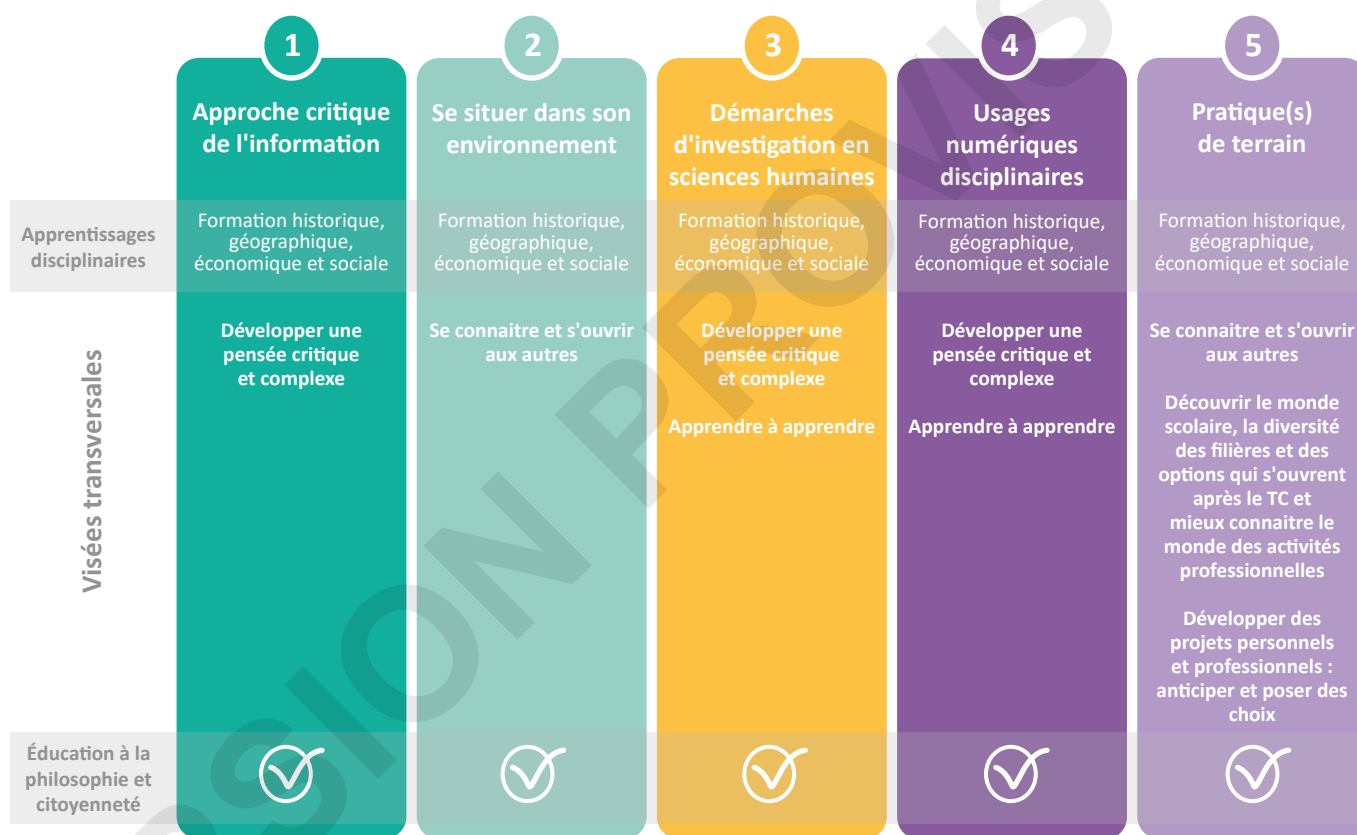 1
Approche critique
de l'information
2
Se situer dans son
environnement
3
Démarches
d'investigation en
sciences humaines
4
Usages
numériques
disciplinaires
5
Pratique(s)
de terrain
Apprentissages
disciplinaires
Formation historique,
géographique,
économique et sociale
Formation historique,
géographique,
économique et sociale
Formation historique,
géographique,
économique et sociale
Formation historique,
géographique,
économique et sociale
Formation historique,
géographique,
économique et sociale
Visées transversales
Développer une
pensée critique
et complexe
Se connaitre et s'ouvrir
aux autres
Développer une
pensée critique
et complexe
Apprendre à apprendre
Développer une
pensée critique et
complexe
Apprendre à apprendre
Se connaitre et s'ouvrir
aux autres
Découvrir le monde
scolaire, la diversité
des filières et des
options qui s'ouvrent
après le TC et
mieux connaitre le
monde des activités
professionnelles
Développer des
projets personnels
et professionnels :
anticiper et poser des
choix
Éducation à la
philosophie et
citoyenneté
RSION PROVIS